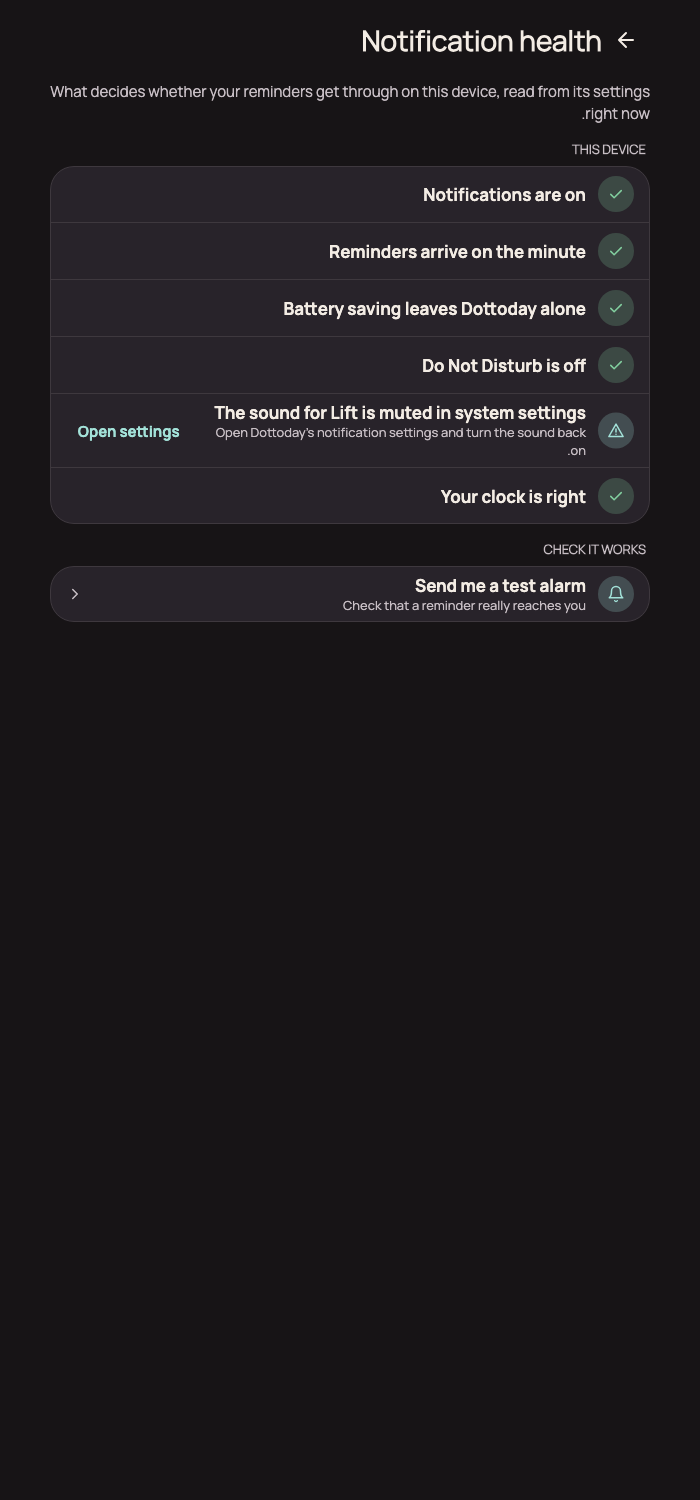 Notification health
What decides whether your reminders get through on this device, read from its settings
right now.
THIS DEVICE
Notifications are on
Reminders arrive on the minute
Battery saving leaves Dottoday alone
Do Not Disturb is off
The sound for Lift is muted in system settings
Open Dottoday's notification settings and turn the sound back
on.
Open settings
Your clock is right
CHECK IT WORKS
Send me a test alarm
Check that a reminder really reaches you